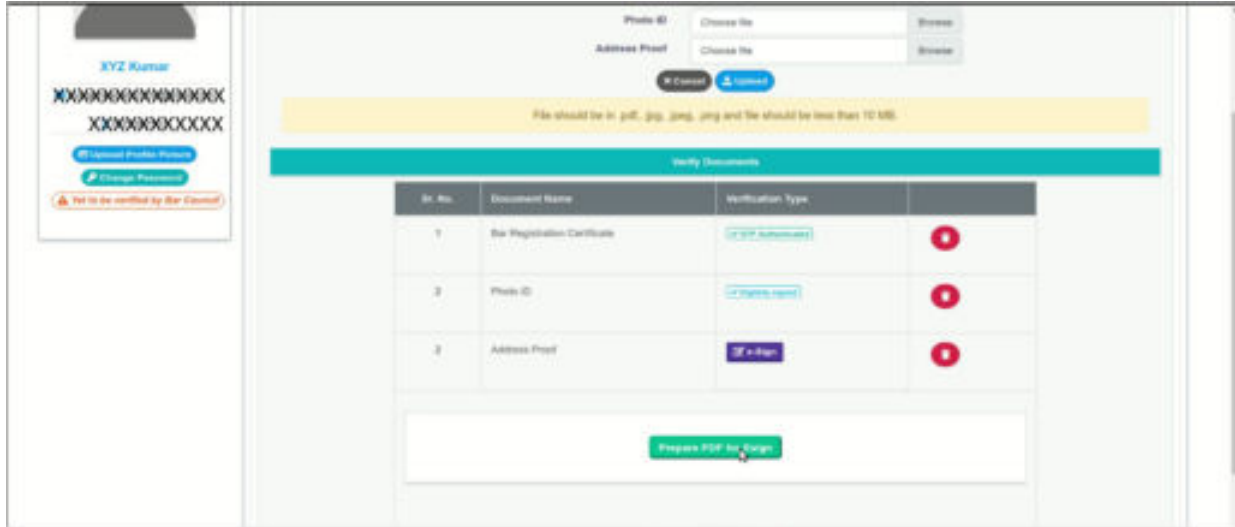 Photo ID Choose file Browse
Address Proof Choose file Browse
Cancel Upload
File should be in .pdf, .jpg, .jpeg, .png and file should be less than 10 MB.
XYZ Kumar
XXXXXXXXXXXXXXX
XXXXXXXXXXX
Upload Profile Picture
Change Password
Yet to be verified by Bar Council
Verify Documents
Sr. No. Document Name Verification Type
1 Bar Registration Certificate OTP Authenticated
2 Photo ID Digitally signed
2 Address Proof e-Sign
Prepare PDF for Esign